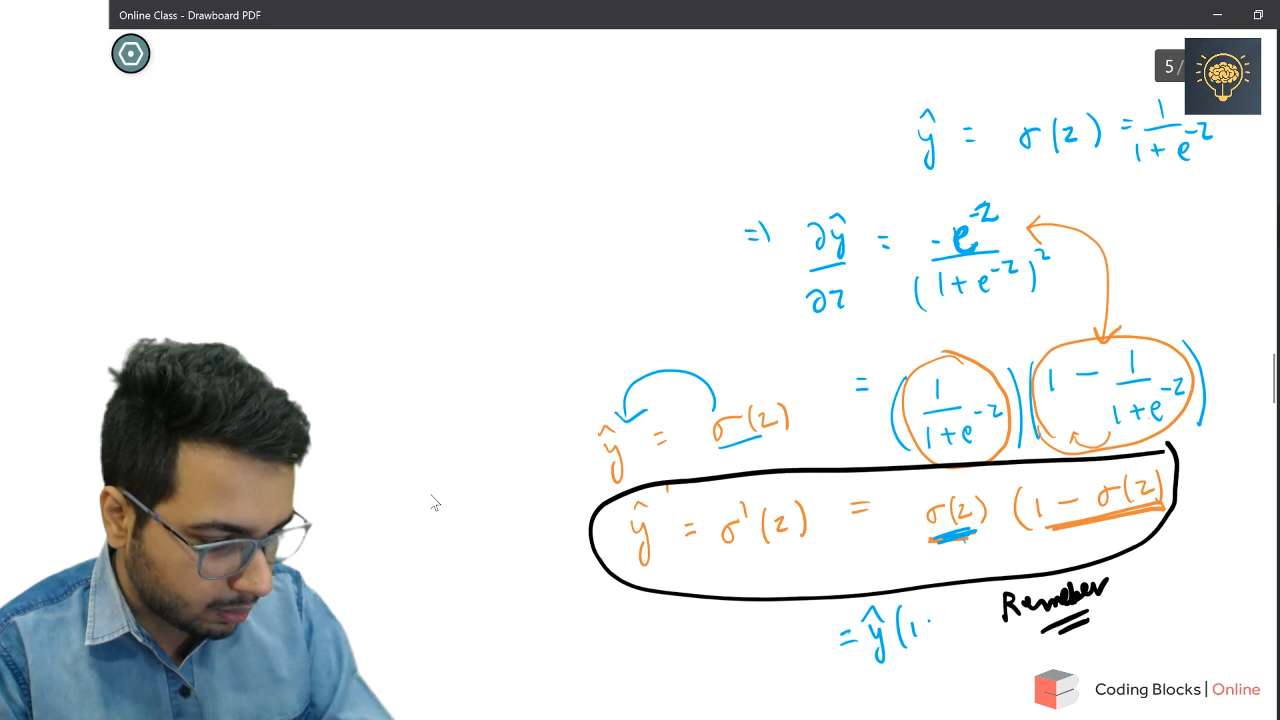 Online Class - Drawboard PDF
5 /
ŷ = σ(z) = 1 / (1 + e^-z)
=) ∂ŷ / ∂z = -e^-z / (1 + e^-z)^2
= (1 / (1 + e^-z)) (1 - 1 / (1 + e^-z))
ŷ = σ(z)
ŷ' = σ'(z) = σ(z) (1 - σ(z)
Remeber
= ŷ (1 -
Coding Blocks | Online